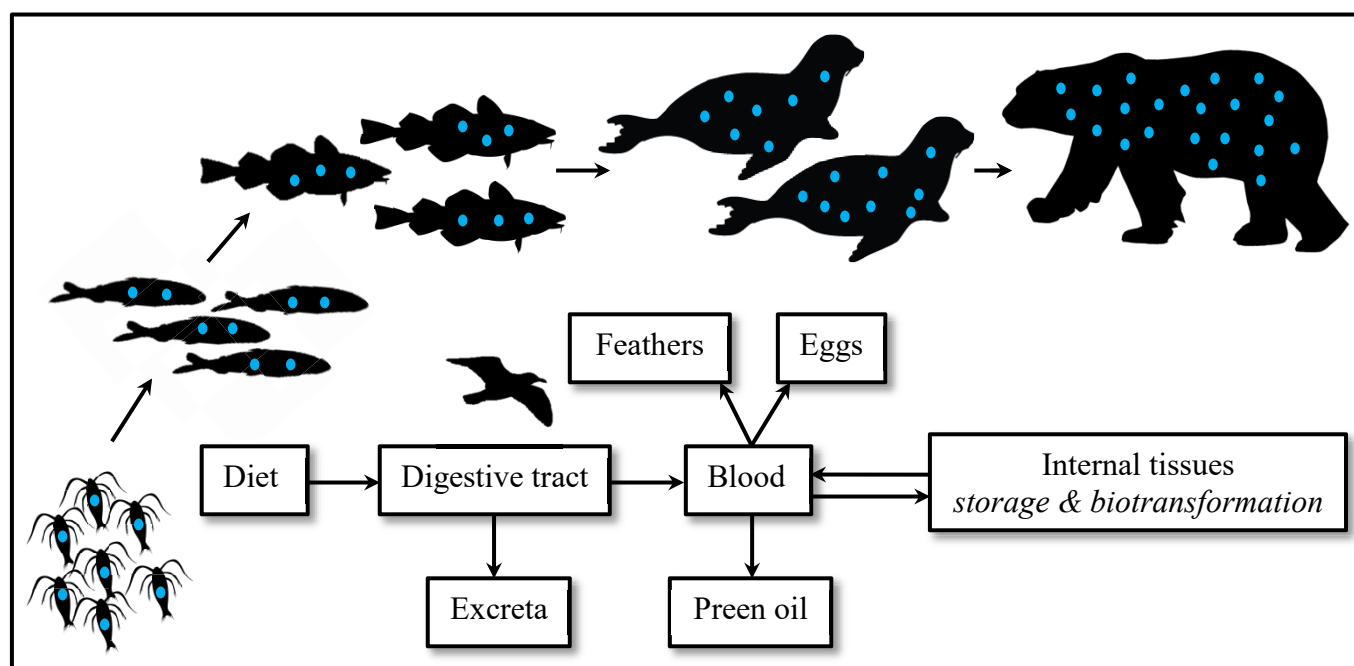 Feathers
Eggs
Diet
Digestive tract
Blood
Internal tissues
storage & biotransformation
Excreta
Preen oil